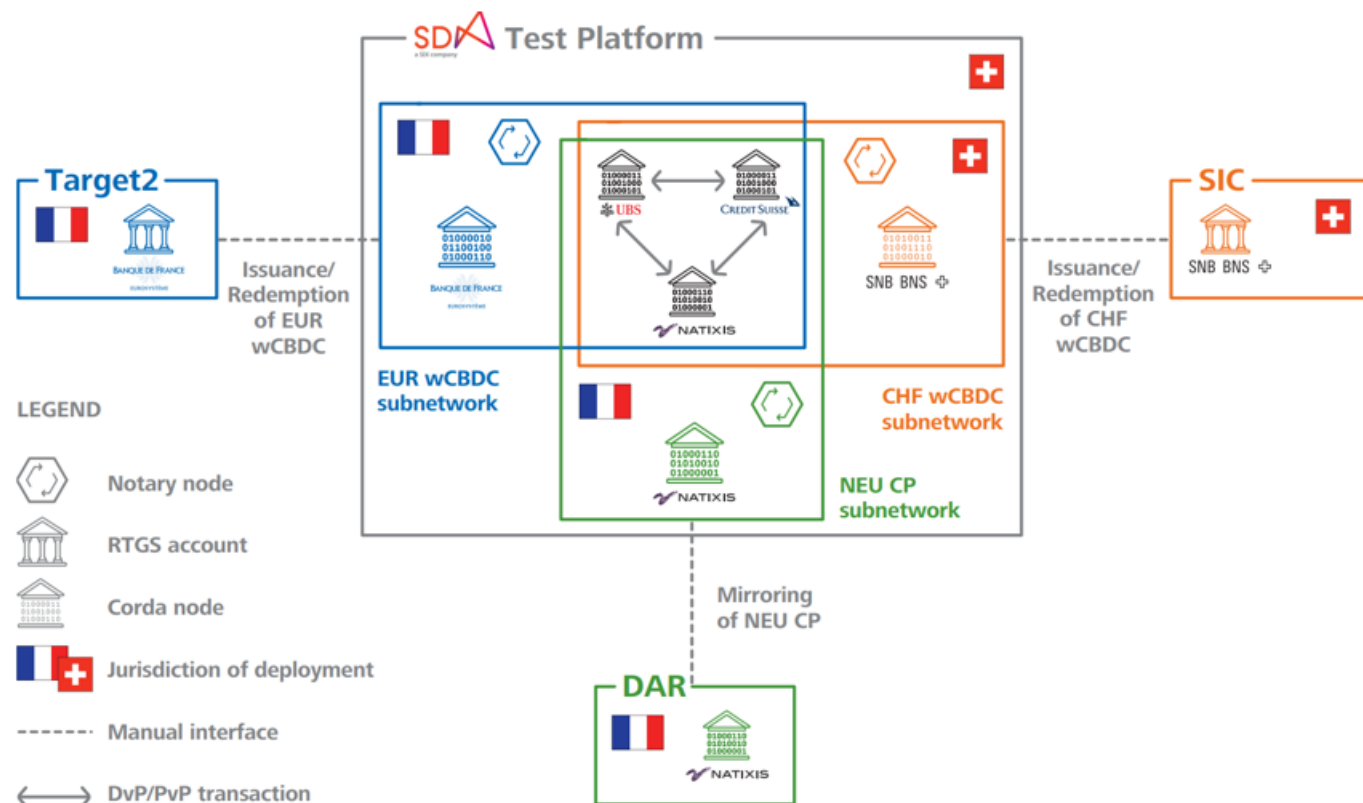 SDX Test Platform
a SIX company
Target2
BANQUE DE FRANCE
EUROSYSTÈME
Issuance/
Redemption
of EUR
wCBDC
01000010
01100100
01000110
BANQUE DE FRANCE
EUROSYSTÈME
EUR wCBDC
subnetwork
01000011
01001000
01000101
UBS
01000011
01001000
01000101
CREDIT SUISSE
01000110
01010010
01000001
NATIXIS
01010011
01001110
01000010
SNB BNS
CHF wCBDC
subnetwork
Issuance/
Redemption
of CHF
wCBDC
SIC
SNB BNS
01000110
01010010
01000001
NATIXIS
NEU CP
subnetwork
Mirroring
of NEU CP
DAR
01000110
01010010
01000001
NATIXIS
LEGEND
Notary node
RTGS account
01000011
01001000
01000110
Corda node
Jurisdiction of deployment
Manual interface
DvP/PvP transaction